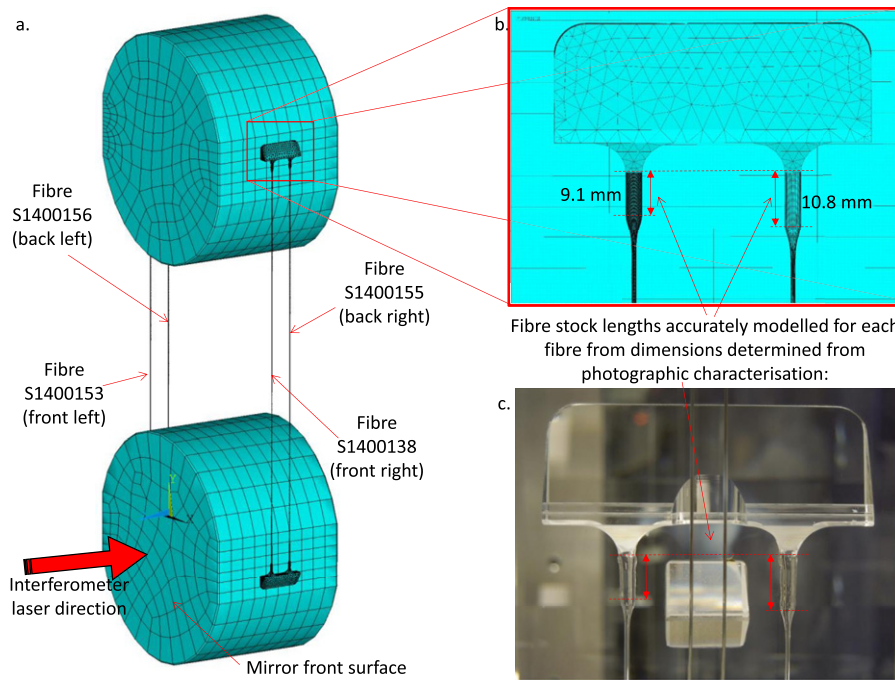 a.
b.
Fibre
S1400156
(back left)
Fibre
S1400155
(back right)
Fibre
S1400153
(front left)
Fibre
S1400138
(front right)
Interferometer
laser direction
Mirror front surface
Y
X
9.1 mm
10.8 mm
Fibre stock lengths accurately modelled for each
fibre from dimensions determined from
photographic characterisation:
c.